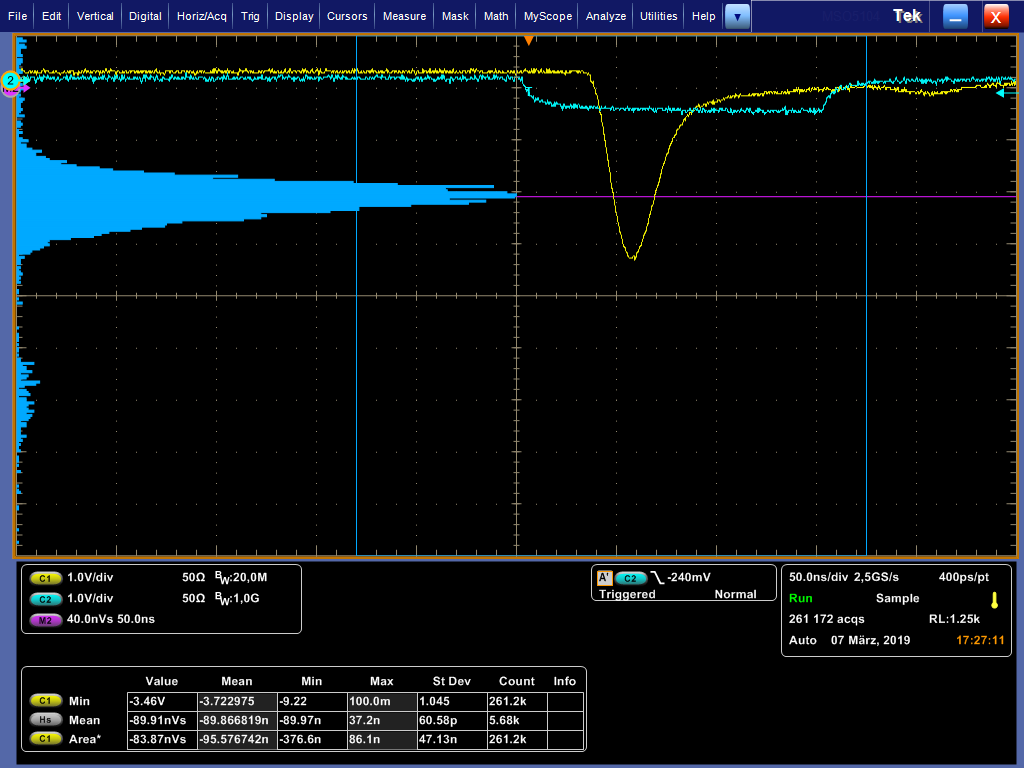 File Edit Vertical Digital Horiz/Acq Trig Display Cursors Measure Mask Math MyScope Analyze Utilities Help Tek X
2
C1 1.0V/div 50Ω BW:20,0M
C2 1.0V/div 50Ω BW:1,0G
M2 40.0nVs 50.0ns
A' C2 -240mV
Triggered Normal
50.0ns/div 2,5GS/s 400ps/pt
Run Sample
261 172 acqs RL:1.25k
Auto 07 März, 2019 17:27:11
Value Mean Min Max St Dev Count Info
C1 Min -3.46V -3.722975 -9.22 100.0m 1.045 261.2k
Hs Mean -89.91nVs -89.866819n -89.97n 37.2n 60.58p 5.68k
C1 Area* -83.87nVs -95.576742n -376.6n 86.1n 47.13n 261.2k